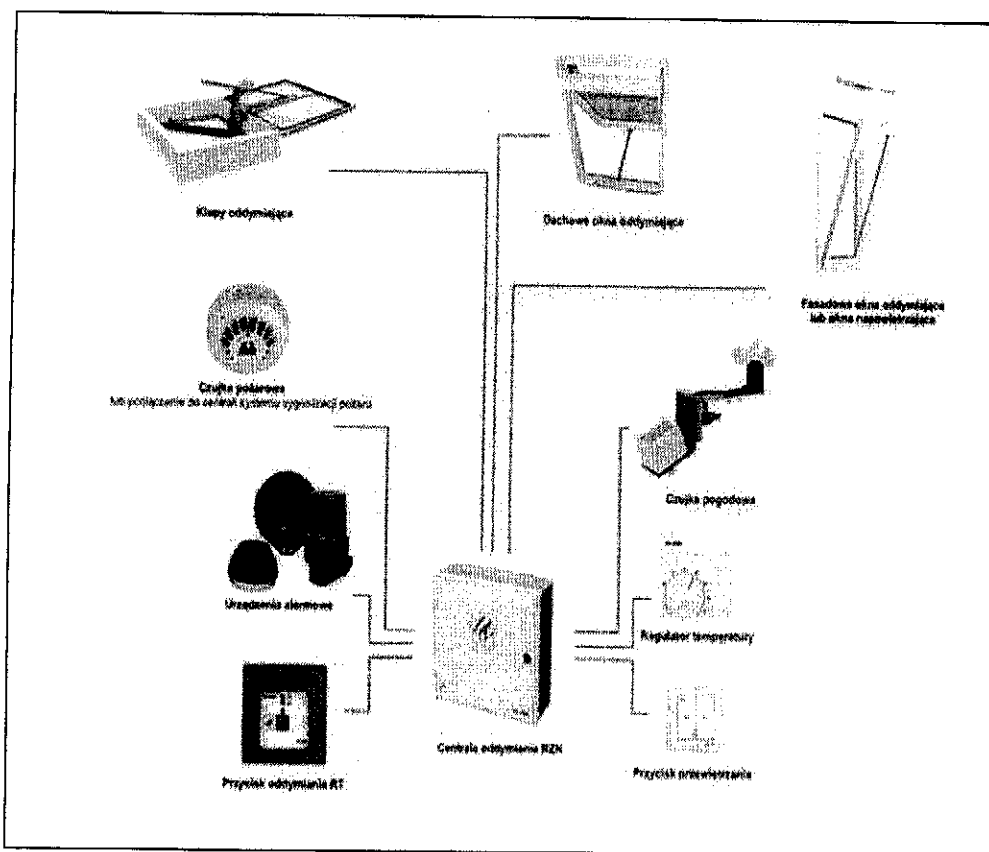 Klapy oddymiające
Dachowe okna oddymiające
Fasadowe okna oddymiające
lub okna napowietrzające
Czujka pożarowa
lub podłączenie do central systemu sygnalizacji pożaru
Czujka pogodowa
Urządzenia alarmowe
Regulator temperatury
Centrala oddymiania RZN
Przycisk oddymiania RT
Przycisk przewietrzania